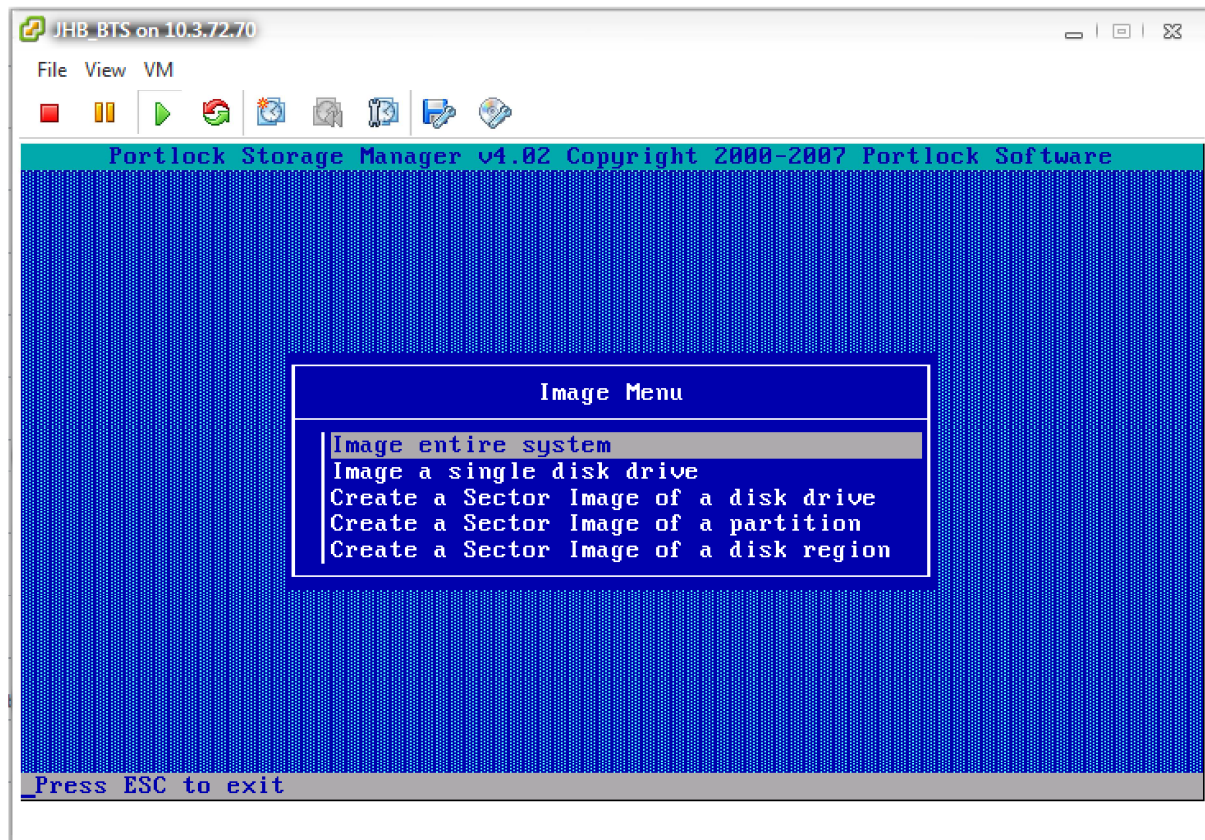 JHB_BTS on 10.3.72.70
File View VM
Portlock Storage Manager v4.02 Copyright 2000-2007 Portlock Software
Image Menu
Image entire system
Image a single disk drive
Create a Sector Image of a disk drive
Create a Sector Image of a partition
Create a Sector Image of a disk region
_Press ESC to exit